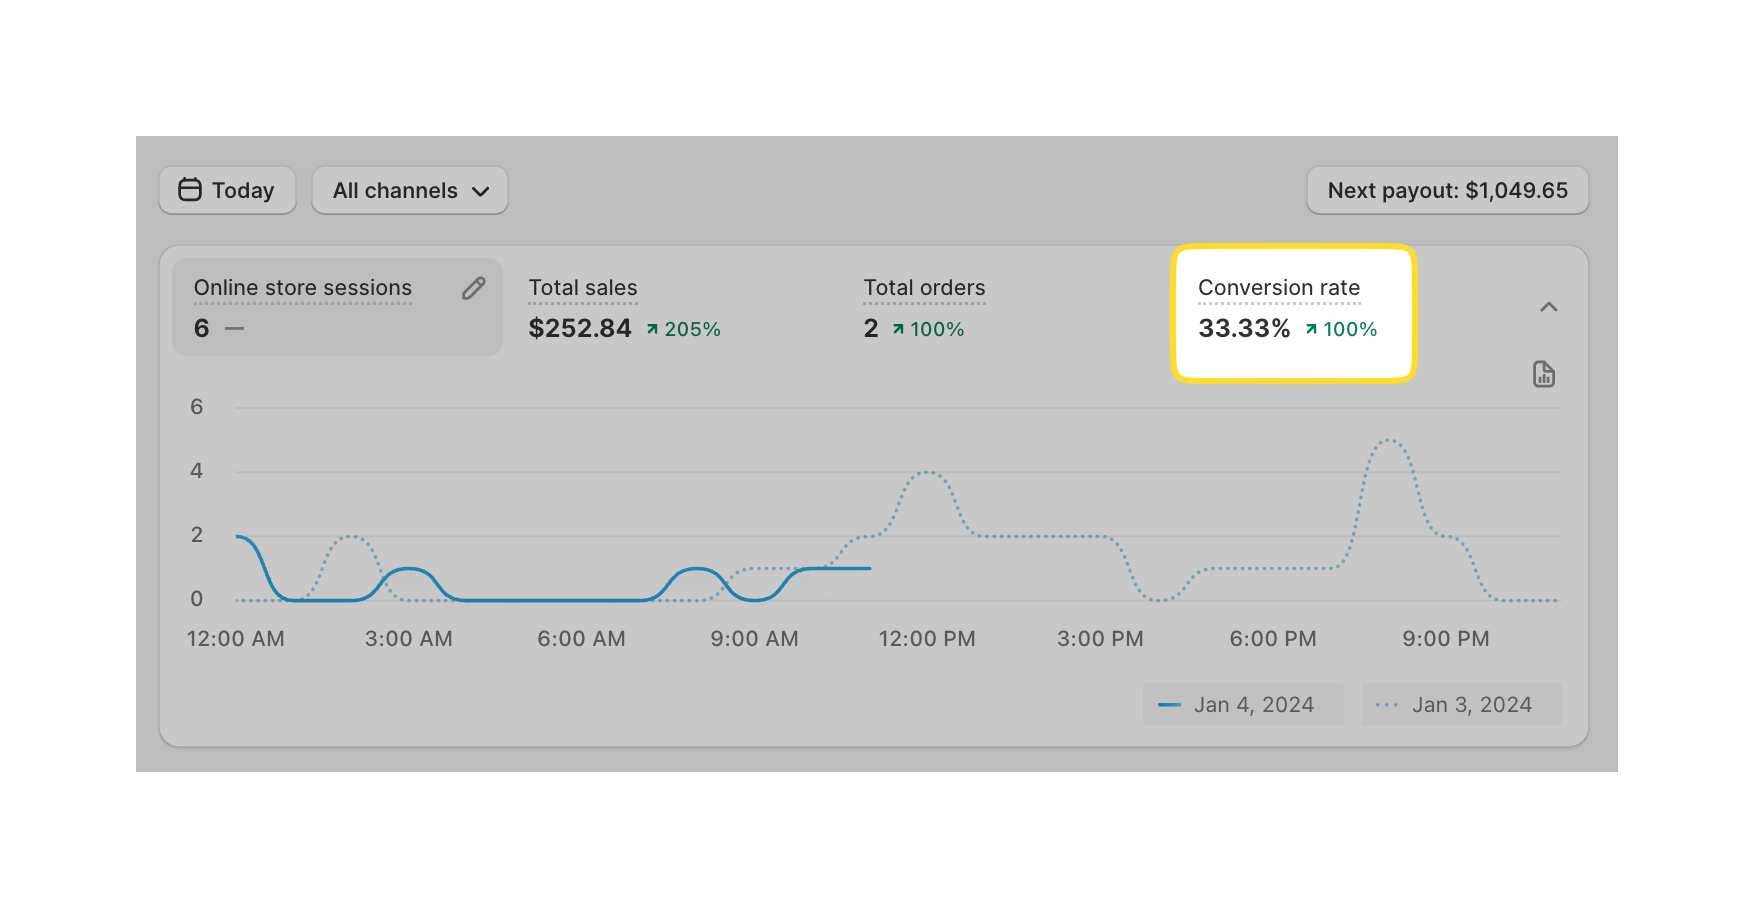 Today
All channels
Next payout: $1,049.65
Online store sessions
6 —
Total sales
$252.84 ↗ 205%
Total orders
2 ↗ 100%
Conversion rate
33.33% ↗ 100%
6
4
2
0
12:00 AM 3:00 AM 6:00 AM 9:00 AM 12:00 PM 3:00 PM 6:00 PM 9:00 PM
Jan 4, 2024 Jan 3, 2024